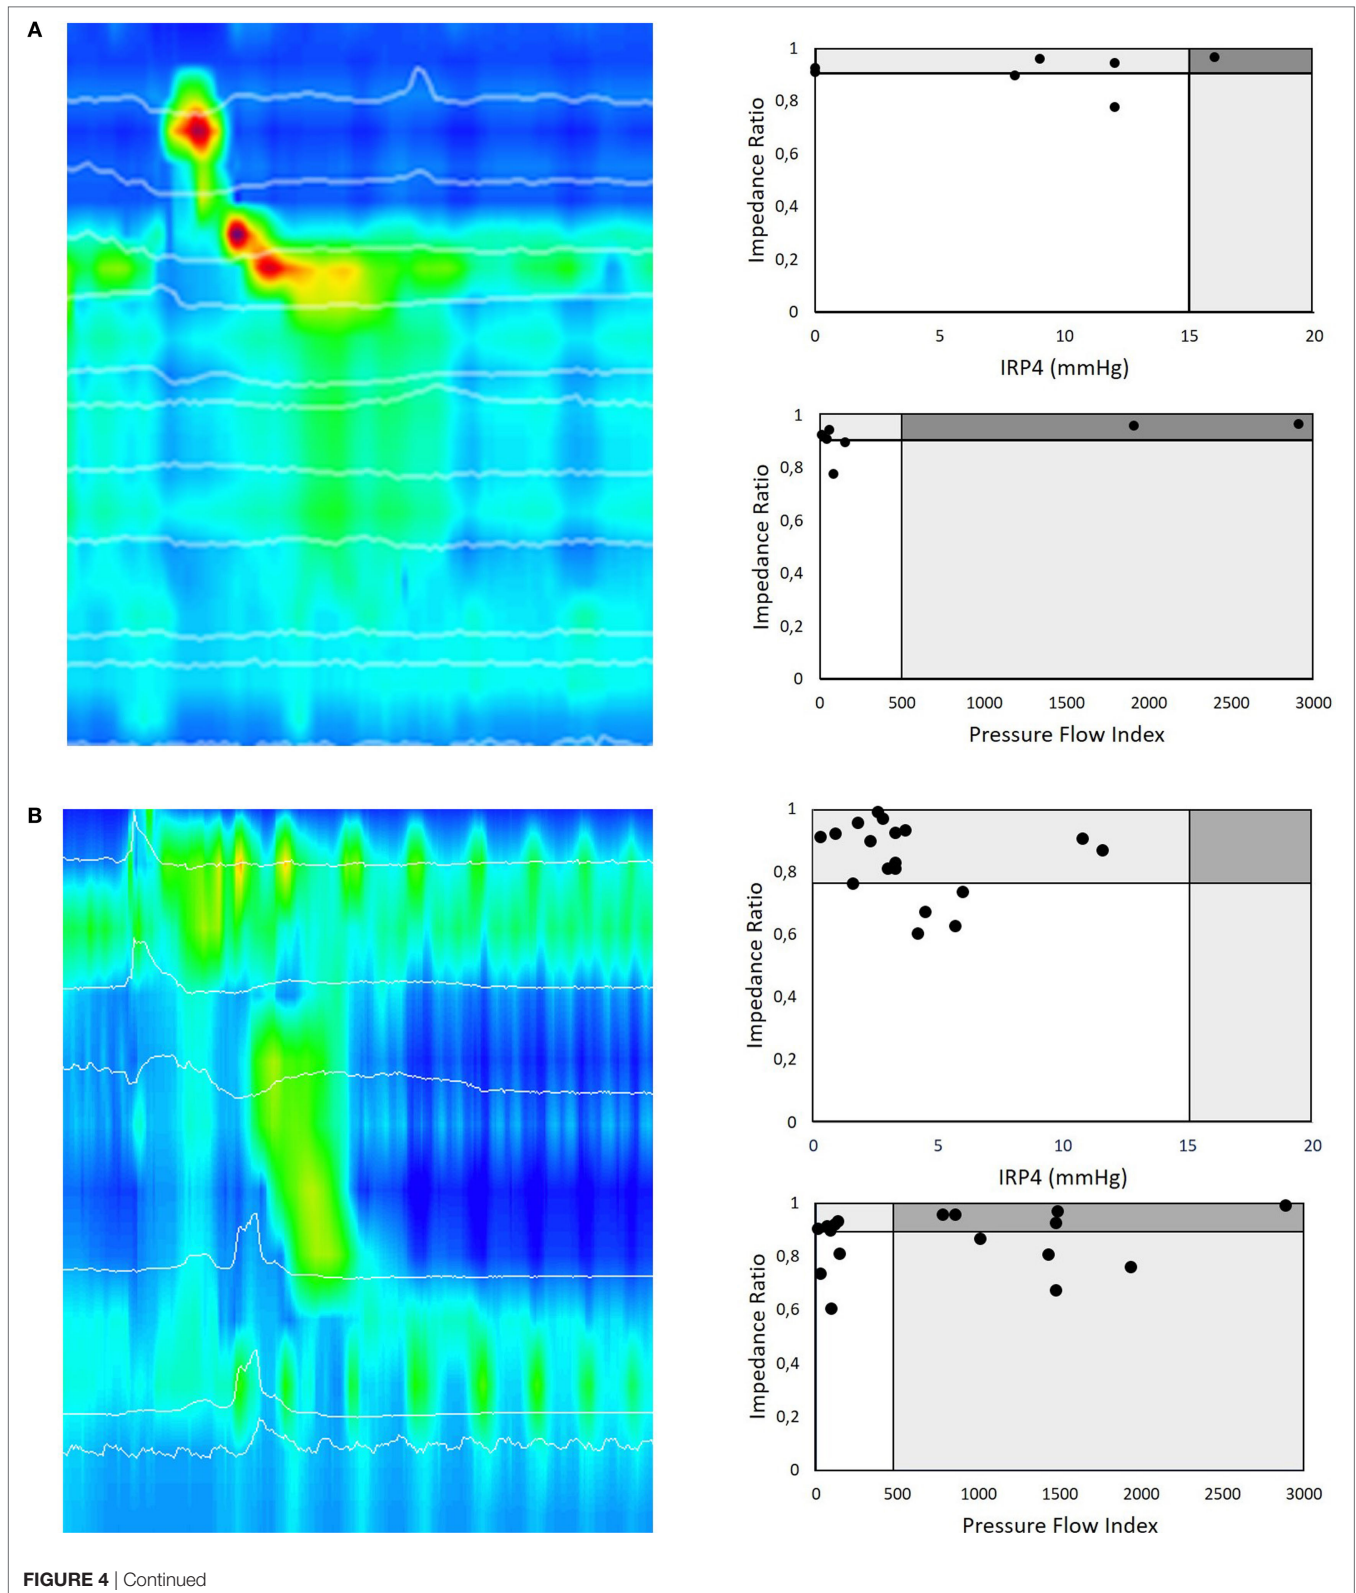 A
1
0,8
0,6
0,4
0,2
0
Impedance Ratio
0 5 10 15 20
IRP4 (mmHg)
1
0,8
0,6
0,4
0,2
0
Impedance Ratio
0 500 1000 1500 2000 2500 3000
Pressure Flow Index
B
1
0,8
0,6
0,4
0,2
0
Impedance Ratio
0 5 10 15 20
IRP4 (mmHg)
1
0,8
0,6
0,4
0,2
0
Impedance Ratio
0 500 1000 1500 2000 2500 3000
Pressure Flow Index
FIGURE 4 | Continued